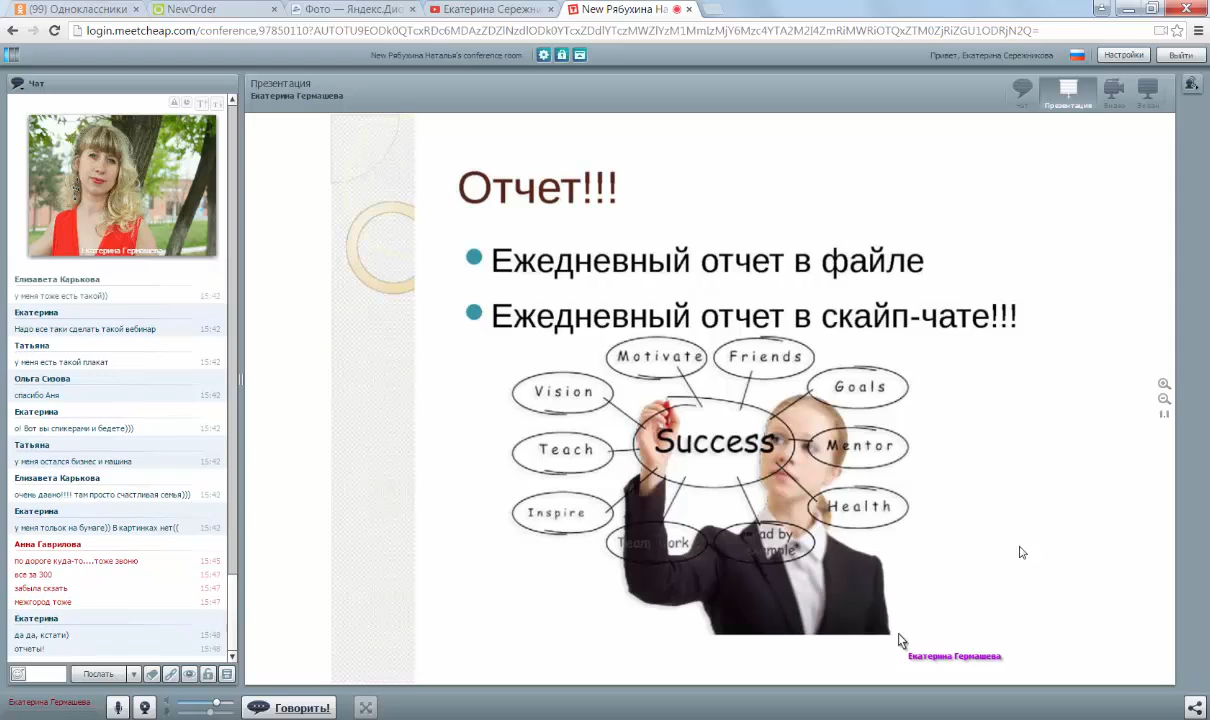 (99) Одноклассники
NewOrder
Фото — Яндекс.Дис
Екатерина Сережник
New Рябухина На
login.meetcheap.com/conference,97850110?AUTOTU9EODk0QTcxRDc6MDAzZDZlNzdlODk0YTcxZDdlYTczMWZlYzM1MmIzMjY6Mzc4YTA2M2I4ZmRiMWRiOTQxZTM0ZjRiZGU1ODRjN2Q=
New Рябухина Наталья's conference room
Привет, Екатерина Сережникова
Настройки
Выйти
Чат
Презентация
Екатерина Гермашева
Чат
Презентация
Видео
Экран
Екатерина Гермашева
Елизавета Карькова
у меня тоже есть такой)) 15:42
Екатерина
Надо все таки сделать такой вебинар 15:42
Татьяна
у меня есть такой плакат 15:42
Ольга Сизова
спасибо Аня 15:42
Екатерина
о! Вот вы спикерами и бедете))) 15:42
Татьяна
у меня остался бизнес и машина 15:42
Елизавета Карькова
очень давно!!!! там просто счастливая семья))) 15:42
Екатерина
у меня тольок на бумаге)) В картинках нет(( 15:42
Анна Гаврилова
по дороге куда-то....тоже звоню 15:45
все за 300 15:47
забыла скзать 15:47
межгород тоже 15:47
Екатерина
да да, кстати) 15:48
отчеты! 15:48
Послать
Екатерина Гермашева
Говорить!
Отчет!!!
Ежедневный отчет в файле
Ежедневный отчет в скайп-чате!!!
Motivate
Friends
Vision
Goals
Success
Teach
Mentor
Inspire
Health
Team work
ad by
example
1:1
Екатерина Гермашева